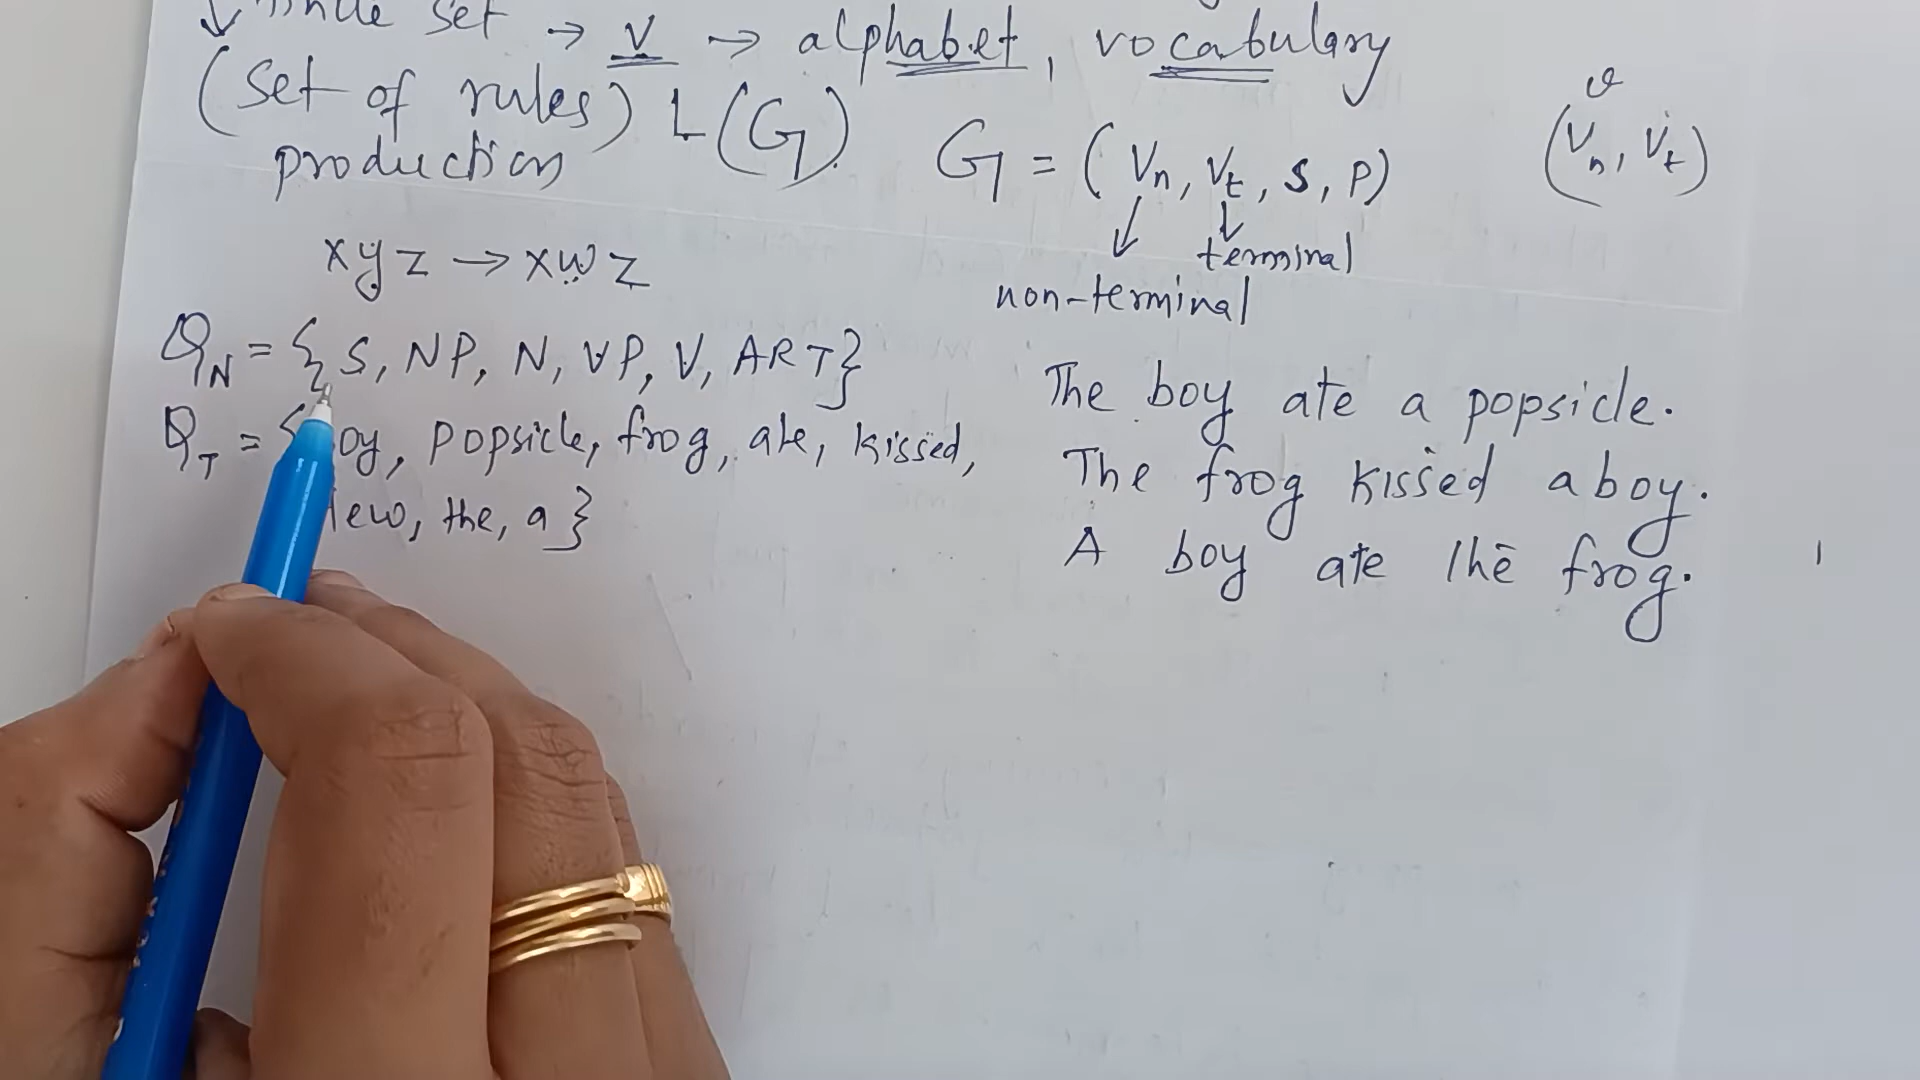 finite set → v → alphabet, vocabulary
(set of rules) L(G)
production
G = (Vn, Vt, S, P)
v
(Vn, Vt)
terminal
non-terminal
xyz → xwz
QN = {S, NP, N, VP, V, ART}
QT = {boy, popsicle, frog, ate, kissed,
the, a}
The boy ate a popsicle.
The frog kissed a boy.
A boy ate the frog.